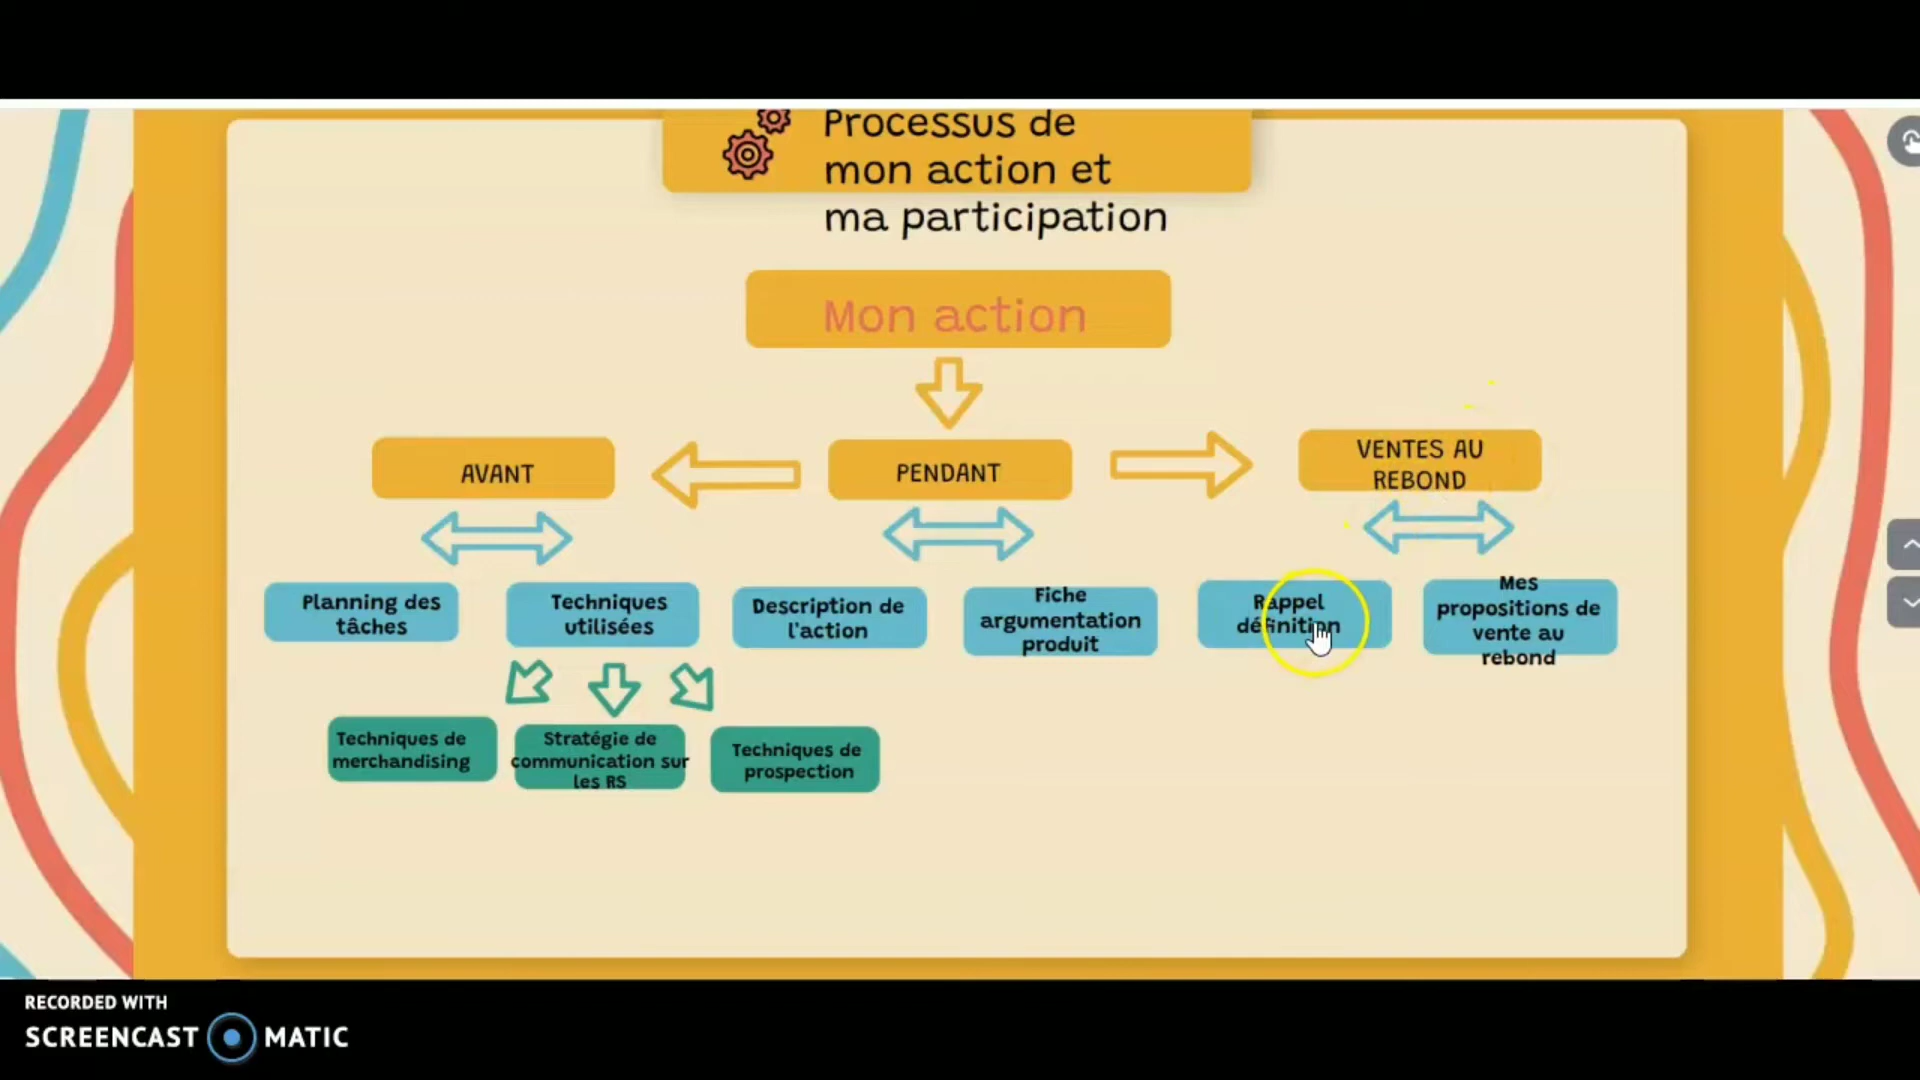 Processus de
mon action et
ma participation
Mon action
AVANT
PENDANT
VENTES AU
REBOND
Planning des
tâches
Techniques
utilisées
Description de
l'action
Fiche
argumentation
produit
Rappel
définition
Mes
propositions de
vente au
rebond
Techniques de
merchandising
Stratégie de
communication sur
les RS
Techniques de
prospection
RECORDED WITH
SCREENCAST MATIC